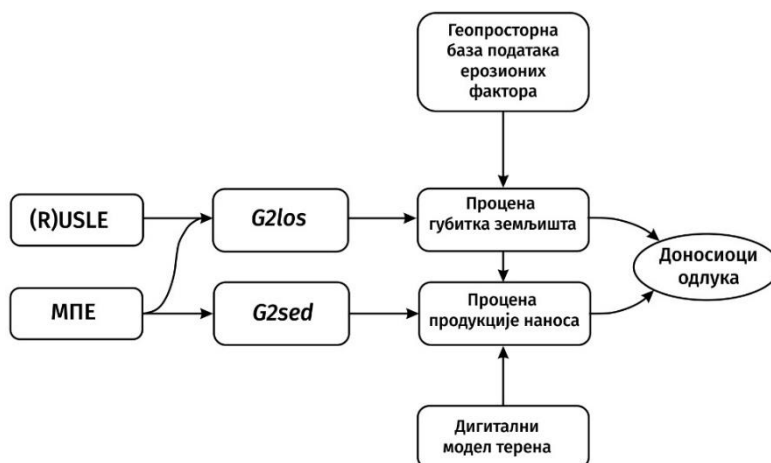 Геопросторна
база података
ерозионих
фактора
(R)USLE
G2los
Процена
губитка земљишта
Доносиоци
одлука
МПЕ
G2sed
Процена
продукције наноса
Дигитални
модел терена